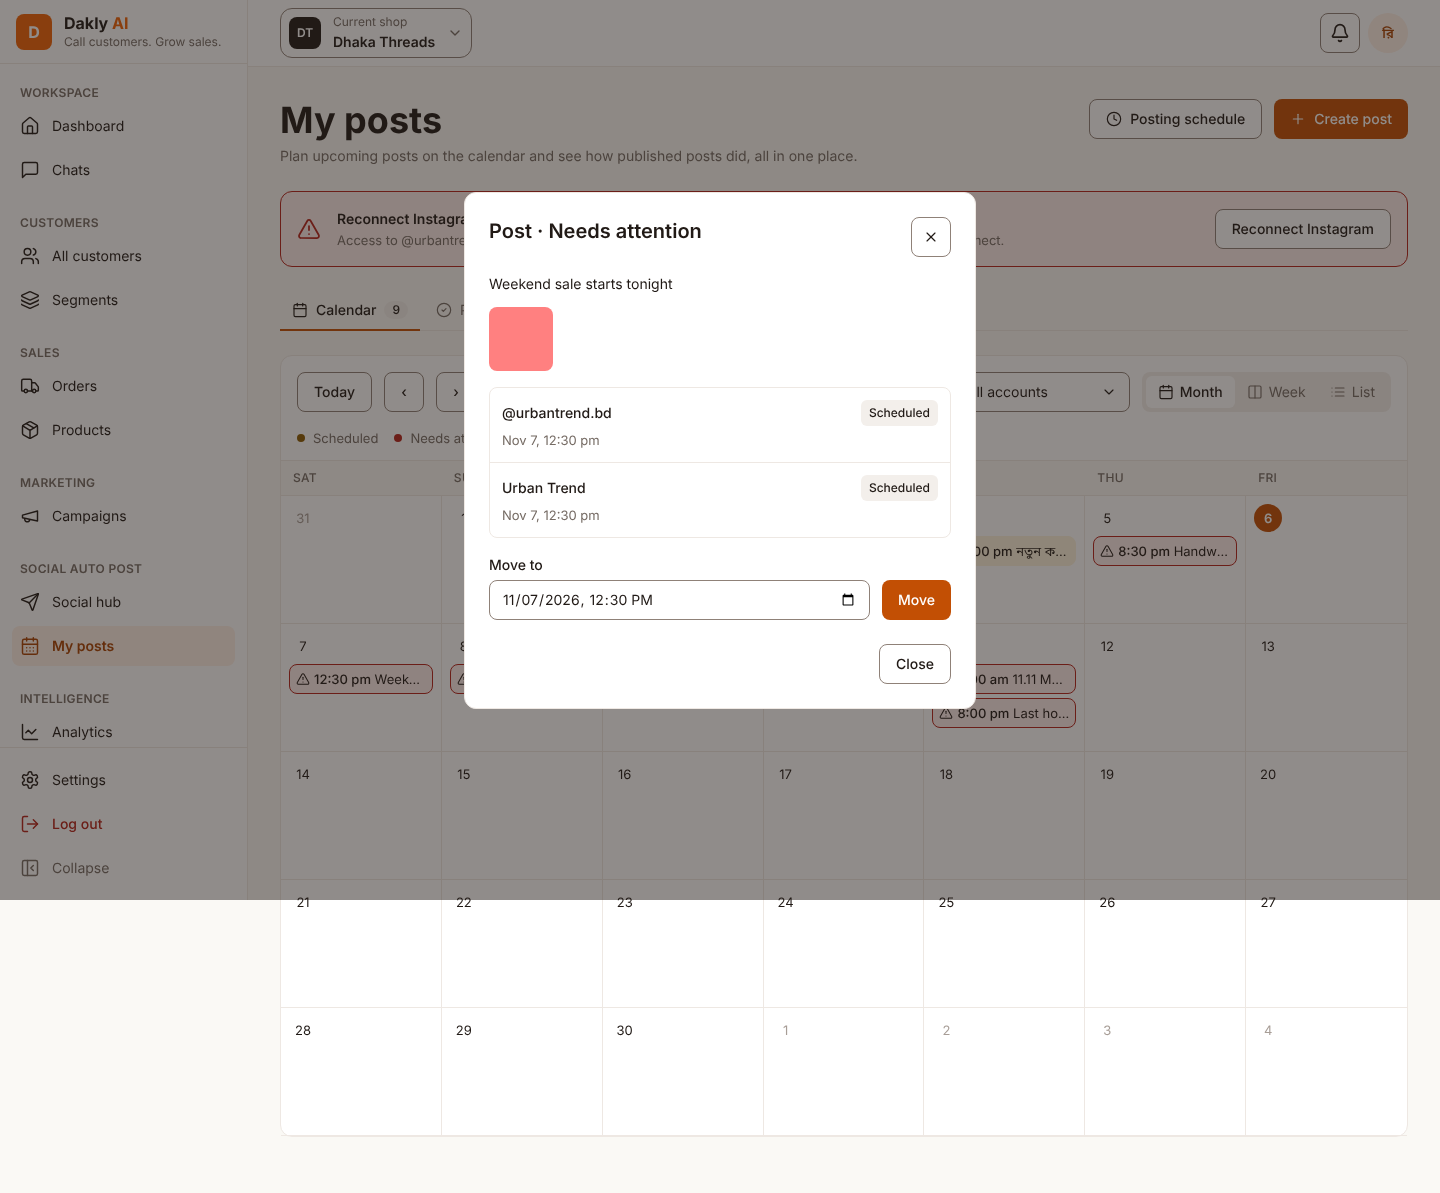 D
Dakly AI
Call customers. Grow sales.
DT
Current shop
Dhaka Threads
রি
WORKSPACE
Dashboard
Chats
CUSTOMERS
All customers
Segments
SALES
Orders
Products
MARKETING
Campaigns
SOCIAL AUTO POST
Social hub
My posts
INTELLIGENCE
Analytics
Settings
Log out
Collapse
My posts
Plan upcoming posts on the calendar and see how published posts did, all in one place.
Posting schedule
Create post
Reconnect
Access to
Reconnect Instagram
Calendar 9
Today
‹
›
accounts
Month
Week
List
Scheduled
Needs
SAT
THU
FRI
31
5
6
00 pm নতুন ক...
8:30 pm Handw...
7
12
13
12:30 pm Week...
am 11.11 M...
8:00 pm Last ho...
14
15
16
17
18
19
20
21
22
23
24
25
26
27
28
29
30
1
2
3
4
Post · Needs attention
Weekend sale starts tonight
@urbantrend.bd
Scheduled
Nov 7, 12:30 pm
Urban Trend
Scheduled
Nov 7, 12:30 pm
Move to
11/07/2026, 12:30 PM
Move
Close